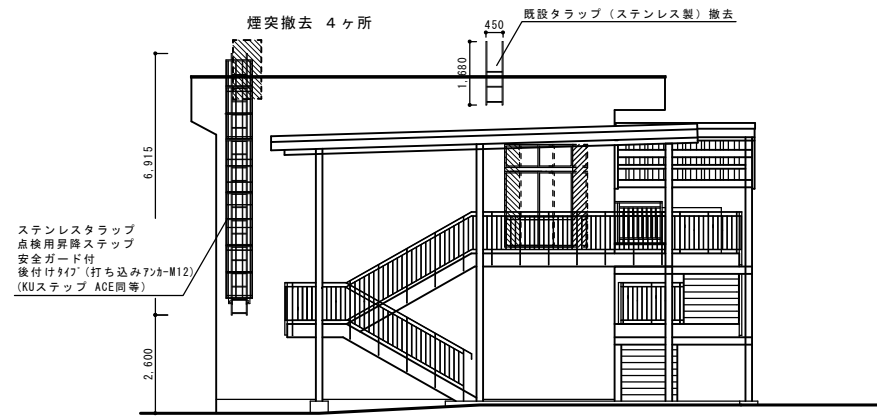 煙突撤去 4ヶ所
450
既設タラップ (ステンレス製) 撤去
1,680
6,915
ステンレスタラップ
点検用昇降ステップ
安全ガード付
後付けタイプ (打ち込みアンカーM12)
(KUステップ ACE同等)
2,600